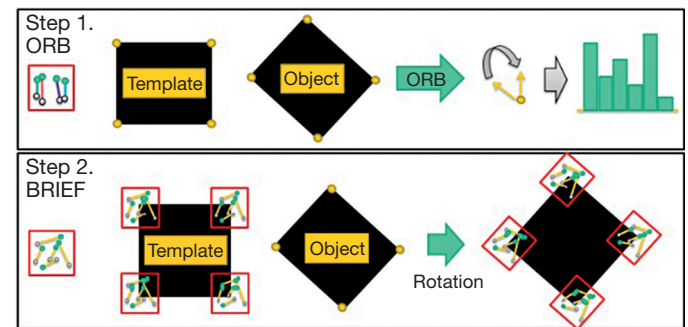 Step 1.
ORB
Template
Object
ORB
Step 2.
BRIEF
Template
Object
Rotation